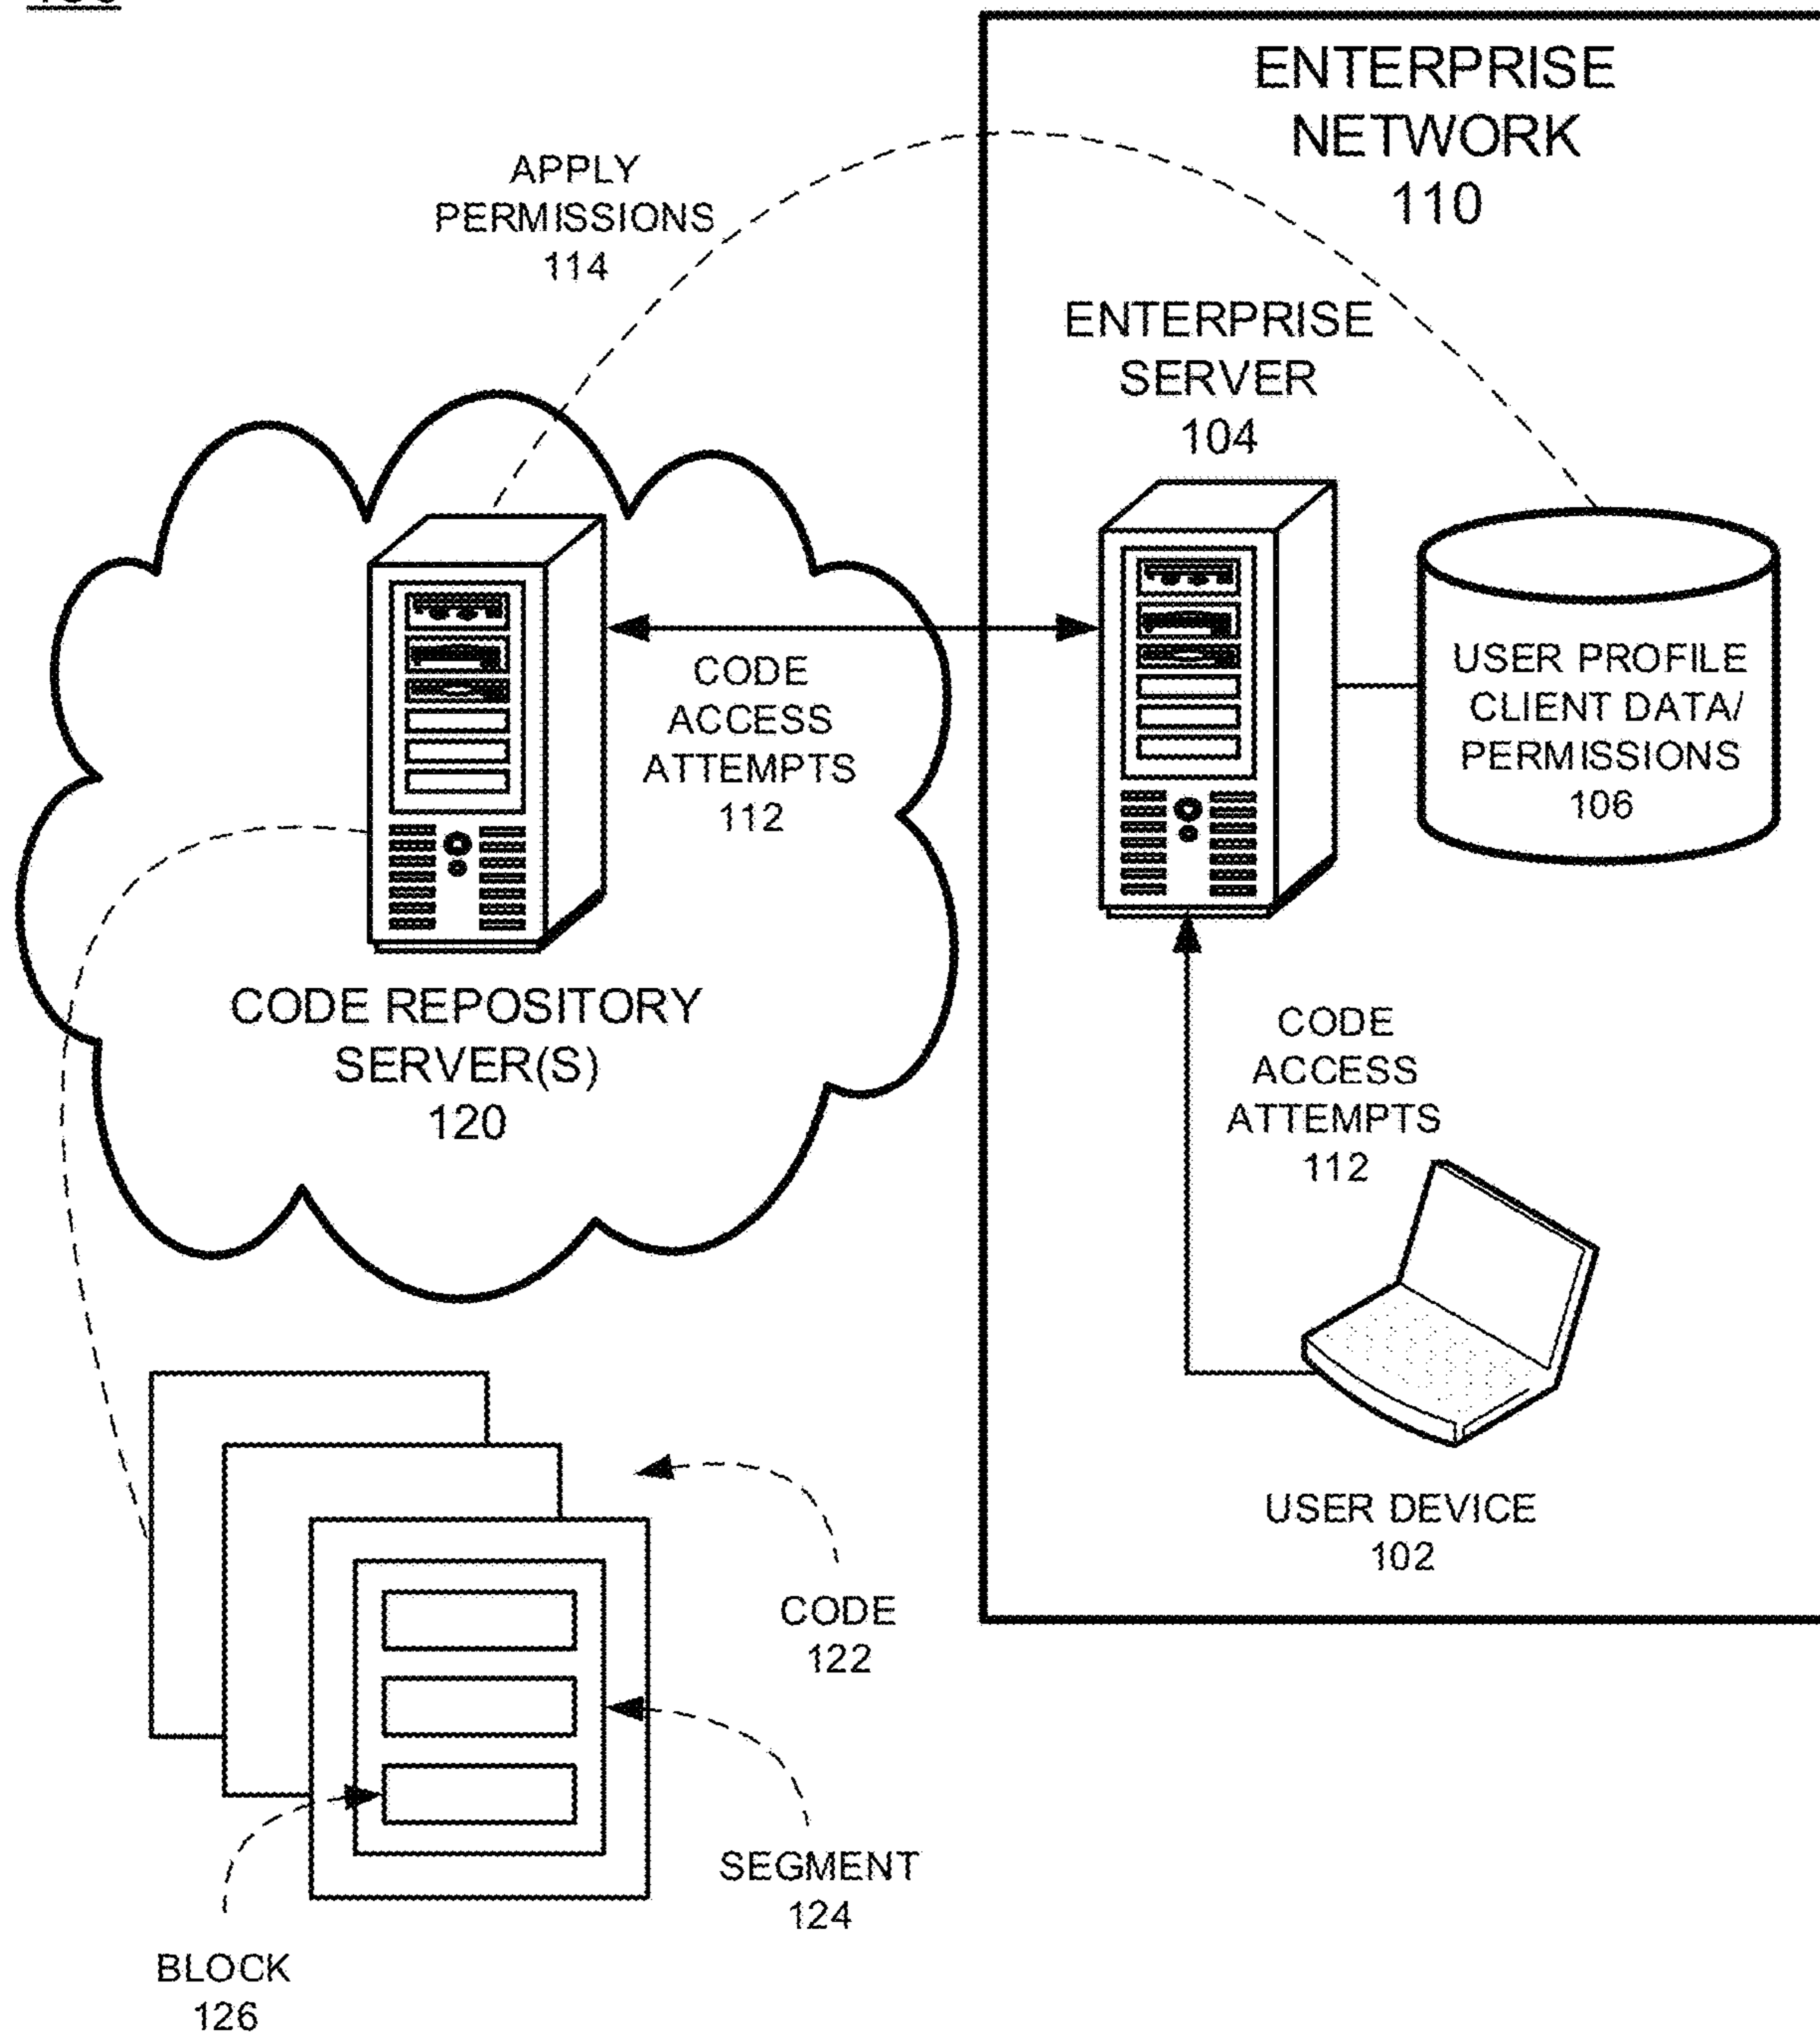 ENTERPRISE
NETWORK
110
APPLY
PERMISSIONS
114
ENTERPRISE
SERVER
104
USER PROFILE
CLIENT DATA/
PERMISSIONS
106
CODE
ACCESS
ATTEMPTS
112
CODE REPOSITORY
SERVER(S)
120
CODE
ACCESS
ATTEMPTS
112
USER DEVICE
102
CODE
122
SEGMENT
124
BLOCK
126